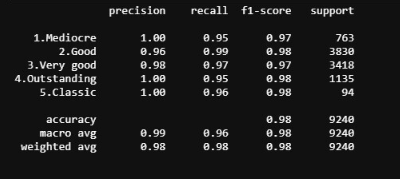 precision recall f1-score support
1.Mediocre 1.00 0.95 0.97 763
2.Good 0.96 0.99 0.98 3830
3.Very good 0.98 0.97 0.97 3418
4.Outstanding 1.00 0.95 0.98 1135
5.Classic 1.00 0.96 0.98 94
accuracy 0.98 9240
macro avg 0.99 0.96 0.98 9240
weighted avg 0.98 0.98 0.98 9240